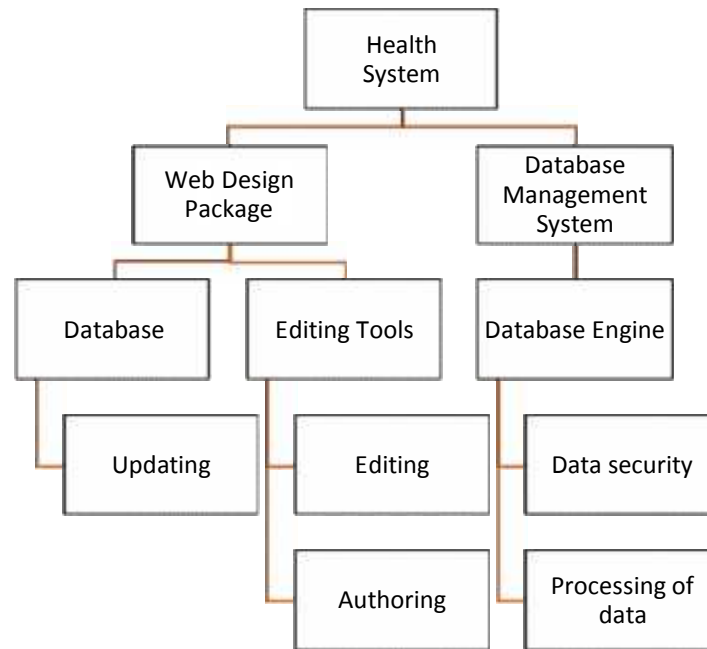 Health
System
Web Design
Package
Database
Management
System
Database
Editing Tools
Database Engine
Updating
Editing
Data security
Authoring
Processing of
data